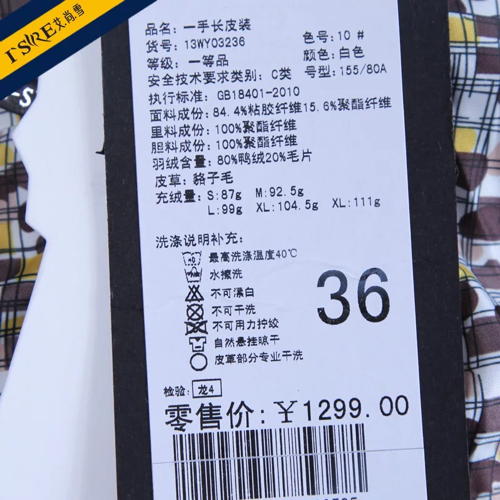 rsRE艾尚雪
一手长皮装
货号: 13WY03236 色号: 10 #
等级: 一等品 颜色: 白色
安全技术要求类别: C类 号型: 155/80A
执行标准: GB18401-2010
面料成份: 84.4%粘胶纤维15.6%聚酯纤维
里料成份: 100%聚酯纤维
胆料成份: 100%聚酯纤维
羽绒含量: 80%鸭绒20%毛片
皮草: 貉子毛
充绒量: S:87g M:92.5g
L:99g XL:104.5g XL:111g
洗涤说明补充:
最高洗涤温度40℃
水擦洗
不可漂白
不可干洗
不可用力拧绞
自然悬挂晾干
皮草部分专业干洗
36
检验: 龙4
零售价: ¥1299.00